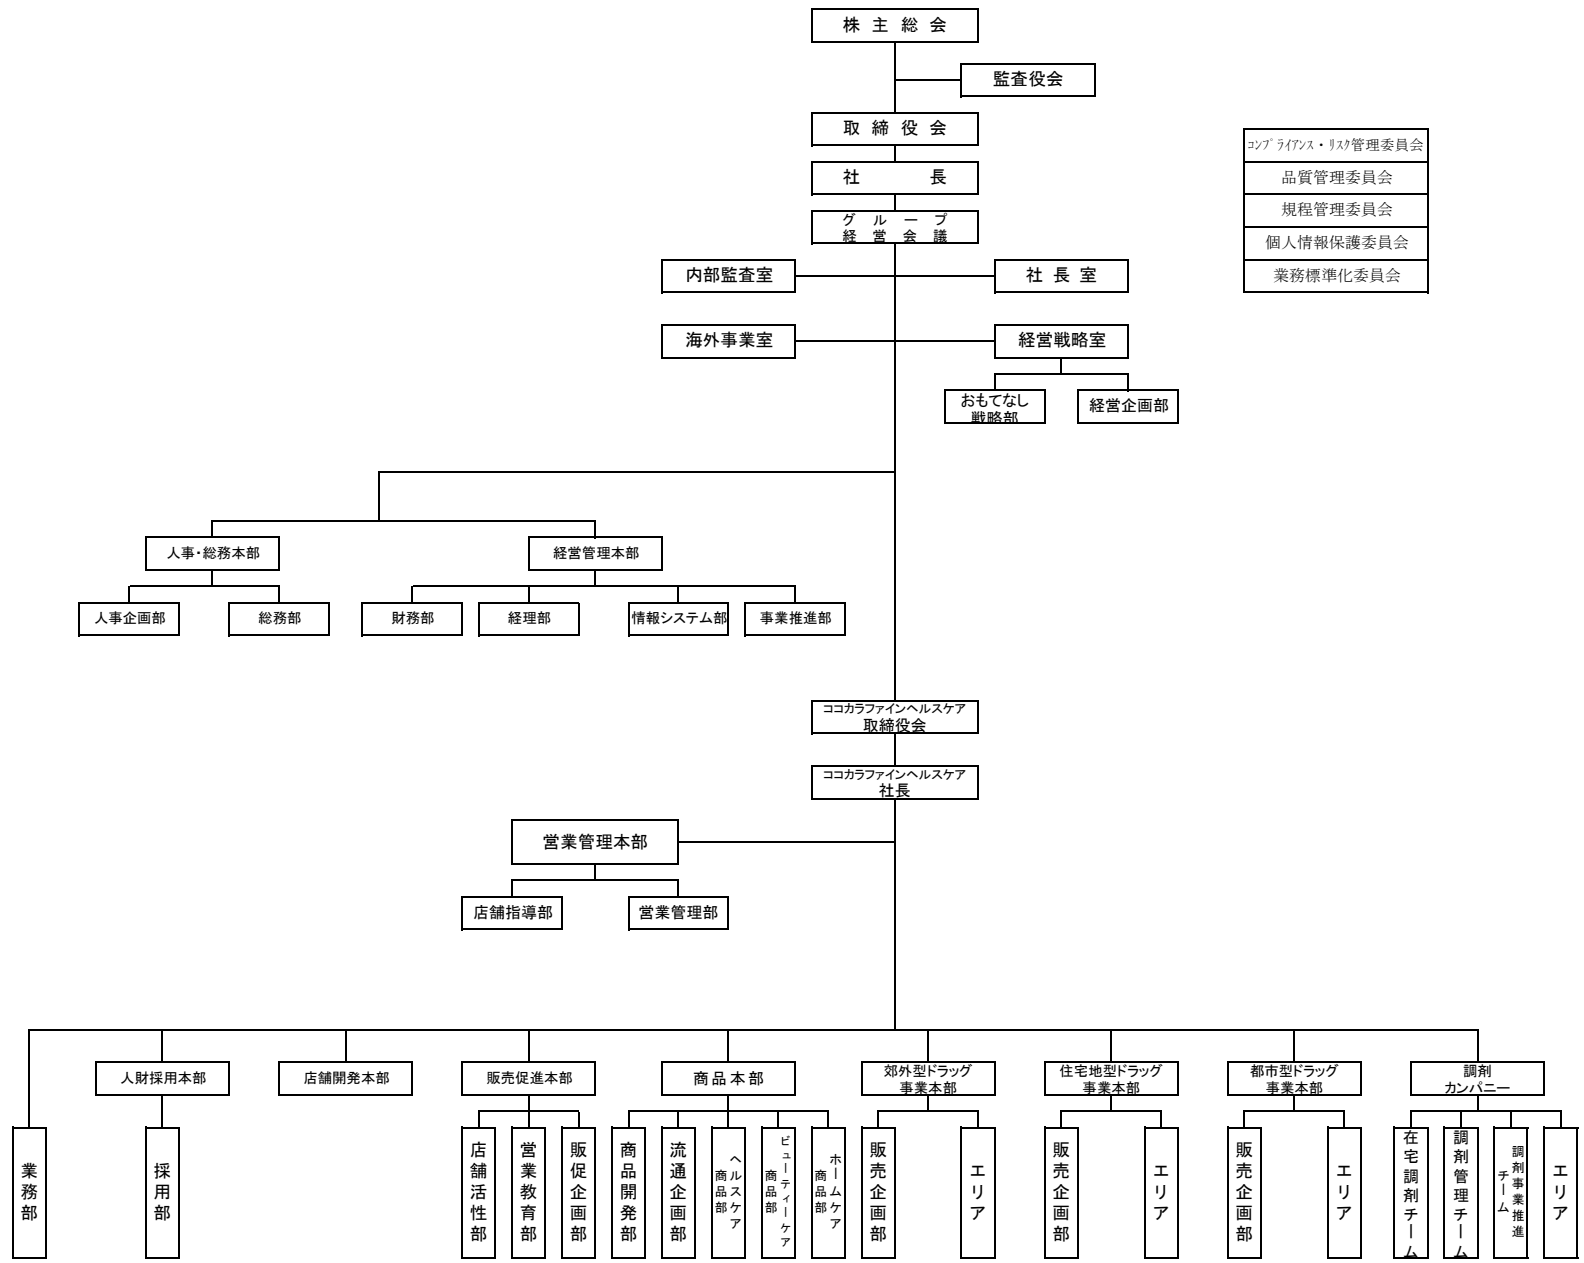 株主総会
監査役会
取締役会
社長
グループ
経営会議
ｺﾝﾌﾟﾗｲｱﾝｽ・ﾘｽｸ管理委員会
品質管理委員会
規程管理委員会
個人情報保護委員会
業務標準化委員会
内部監査室
社長室
海外事業室
経営戦略室
おもてなし
戦略部
経営企画部
人事・総務本部
経営管理本部
人事企画部
総務部
財務部
経理部
情報システム部
事業推進部
ココカラファインヘルスケア
取締役会
ココカラファインヘルスケア
社長
営業管理本部
店舗指導部
営業管理部
人財採用本部
店舗開発本部
販売促進本部
商品本部
郊外型ドラッグ
事業本部
住宅地型ドラッグ
事業本部
都市型ドラッグ
事業本部
調剤
カンパニー
業務部
採用部
店舗活性部
営業教育部
販促企画部
商品開発部
流通企画部
ヘルスケア
商品部
ビューティーケア
商品部
ホームケア
商品部
販売企画部
エリア
販売企画部
エリア
販売企画部
エリア
在宅調剤チーム
調剤管理チーム
調剤事業推進
チーム
エリア